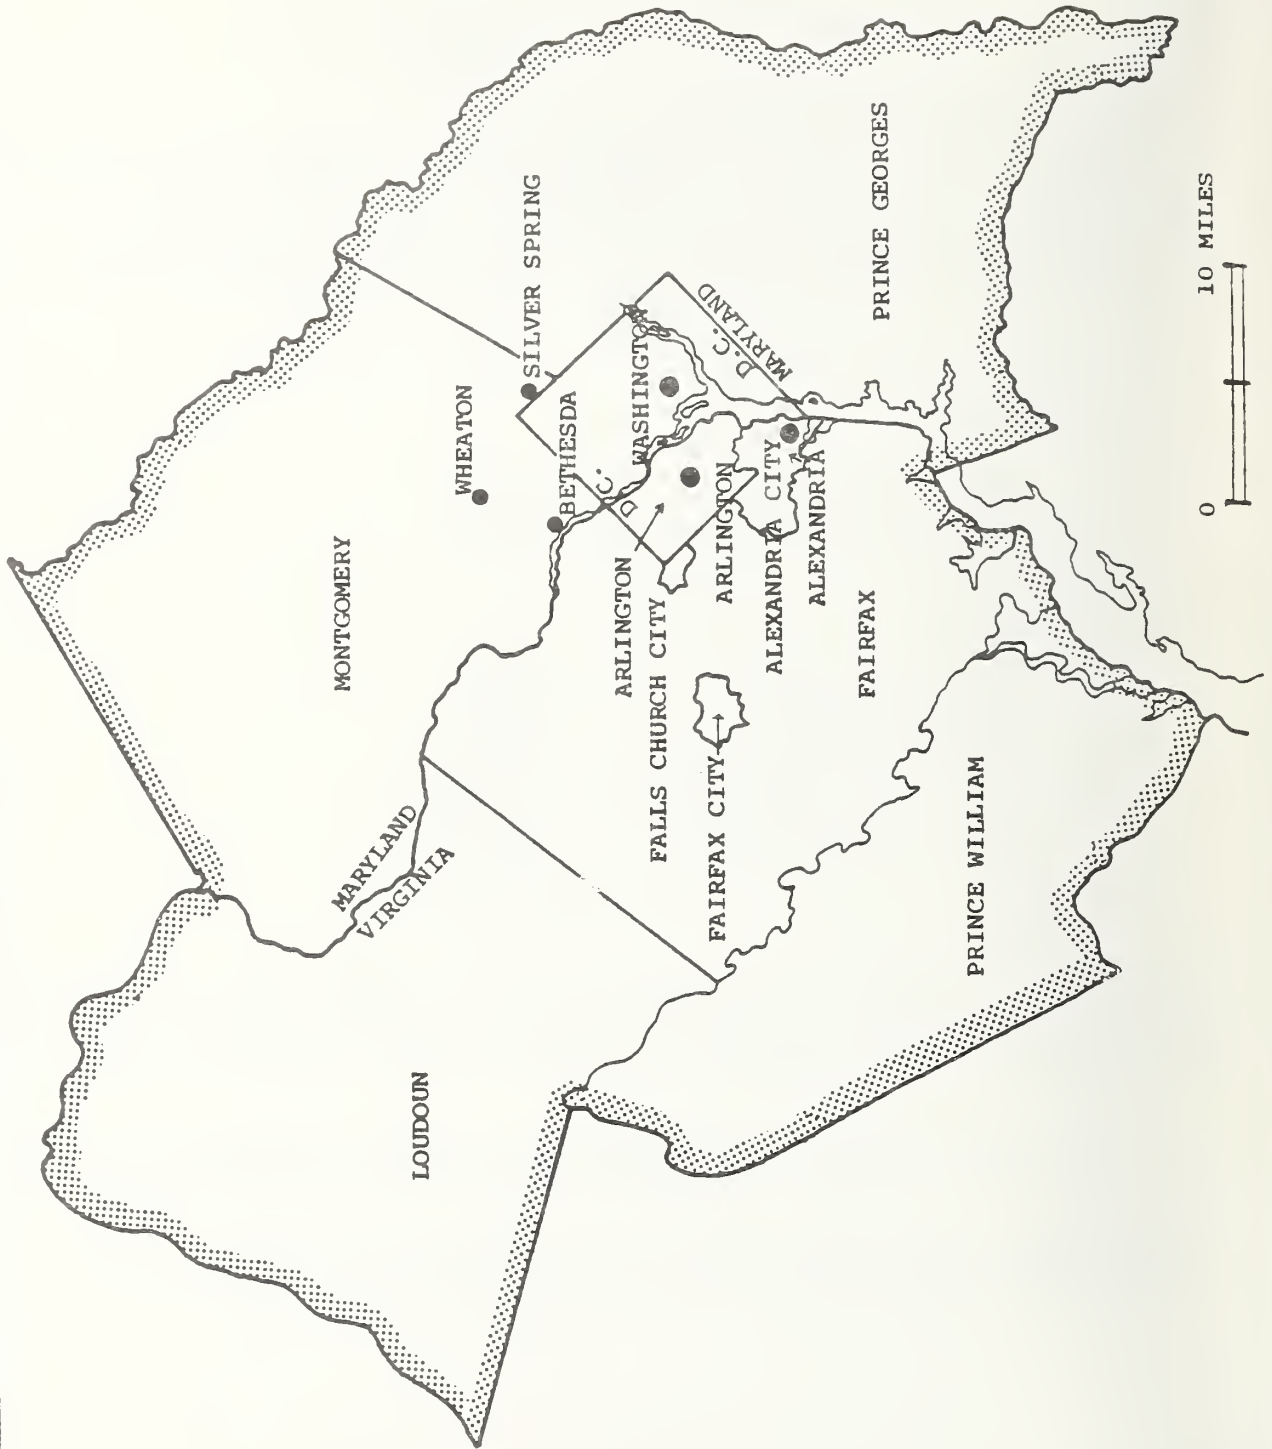 LOUDOUN
MONTGOMERY
MARYLAND
VIRGINIA
WHEATON
SILVER SPRING
BETHESDA
D.C.
WASHINGTON
D.C.
MARYLAND
ARLINGTON
FALLS CHURCH CITY
FAIRFAX CITY
ARLINGTON
ALEXANDRIA CITY
ALEXANDRIA
FAIRFAX
PRINCE GEORGES
PRINCE WILLIAM
0 10 MILES